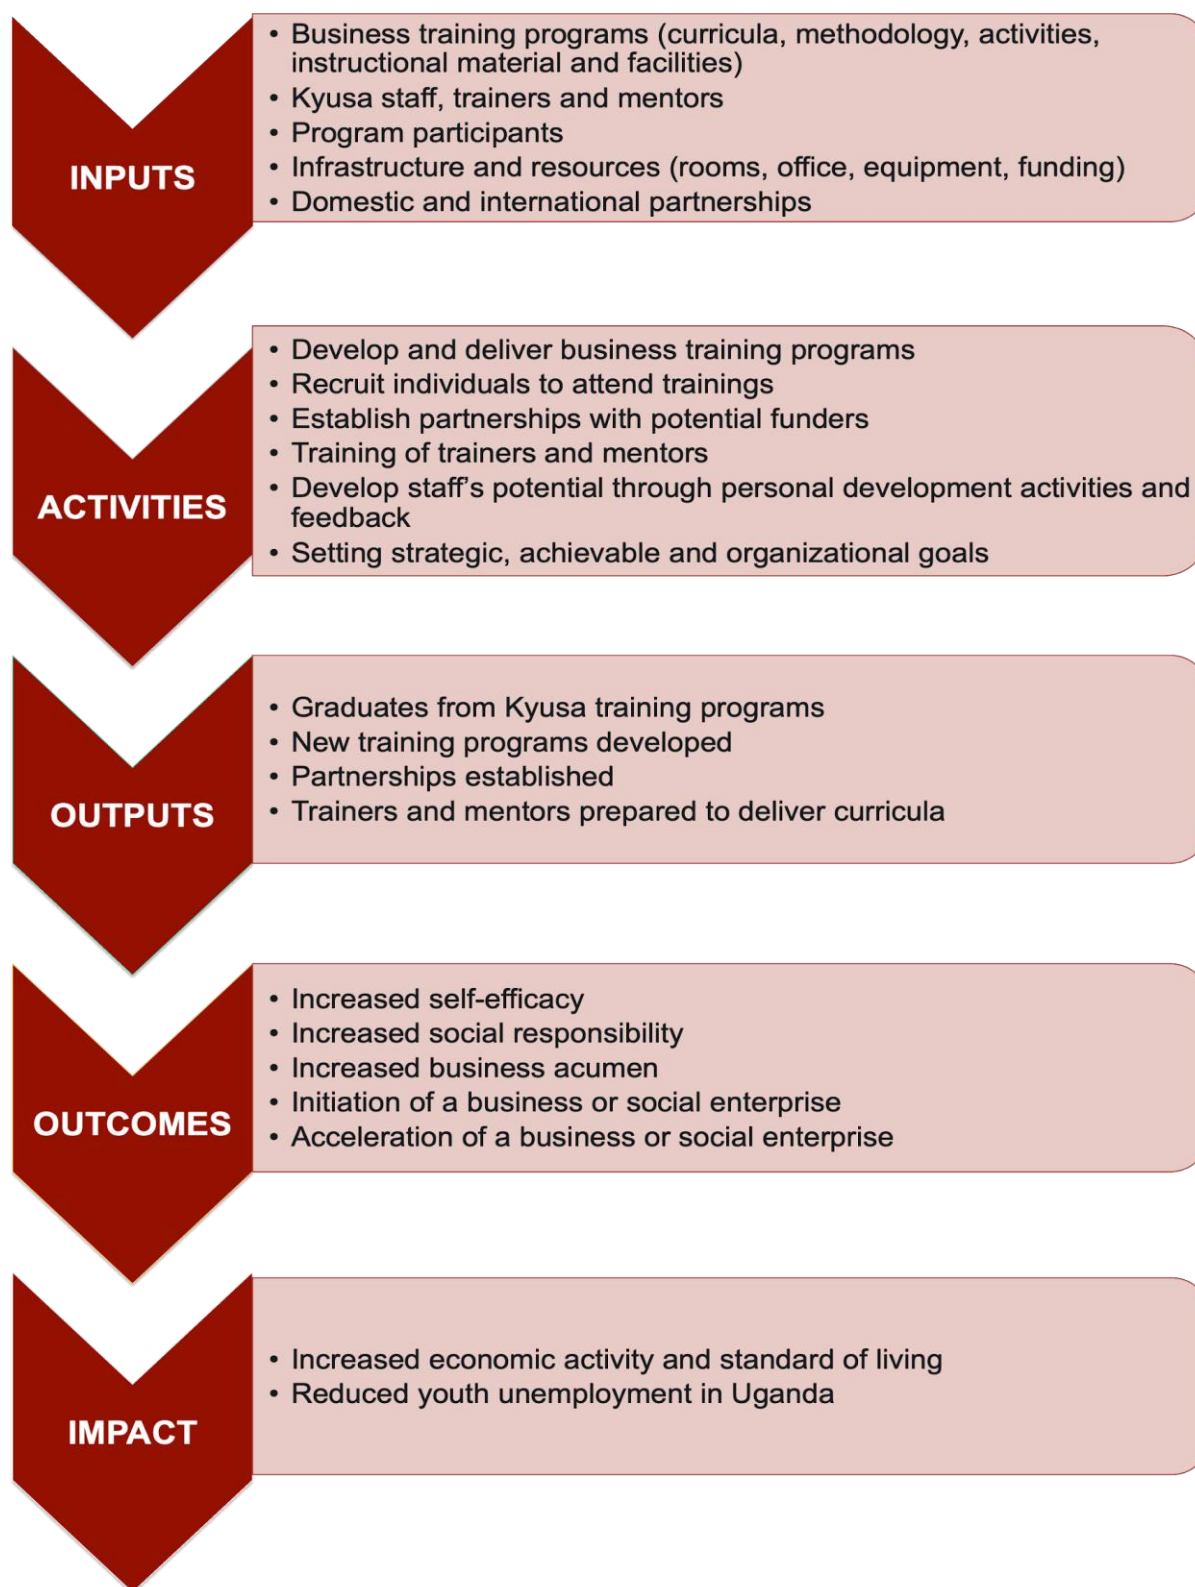 • Business training programs (curricula, methodology, activities,
instructional material and facilities)
• Kyusa staff, trainers and mentors
• Program participants
• Infrastructure and resources (rooms, office, equipment, funding)
• Domestic and international partnerships
INPUTS
• Develop and deliver business training programs
• Recruit individuals to attend trainings
• Establish partnerships with potential funders
• Training of trainers and mentors
• Develop staff’s potential through personal development activities and
feedback
• Setting strategic, achievable and organizational goals
ACTIVITIES
• Graduates from Kyusa training programs
• New training programs developed
• Partnerships established
• Trainers and mentors prepared to deliver curricula
OUTPUTS
• Increased self-efficacy
• Increased social responsibility
• Increased business acumen
• Initiation of a business or social enterprise
• Acceleration of a business or social enterprise
OUTCOMES
• Increased economic activity and standard of living
• Reduced youth unemployment in Uganda
IMPACT